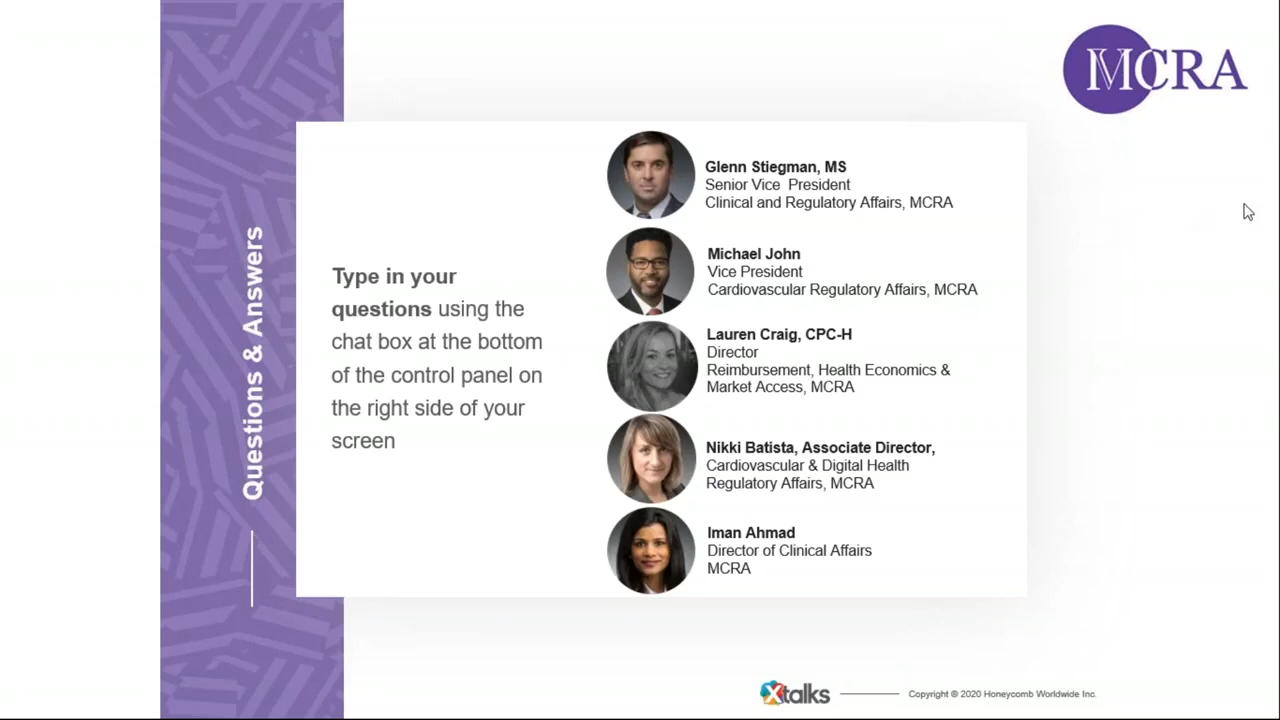 MCRA
Questions & Answers
Type in your
questions using the
chat box at the bottom
of the control panel on
the right side of your
screen
Glenn Stiegman, MS
Senior Vice President
Clinical and Regulatory Affairs, MCRA
Michael John
Vice President
Cardiovascular Regulatory Affairs, MCRA
Lauren Craig, CPC-H
Director
Reimbursement, Health Economics &
Market Access, MCRA
Nikki Batista, Associate Director,
Cardiovascular & Digital Health
Regulatory Affairs, MCRA
Iman Ahmad
Director of Clinical Affairs
MCRA
Xtalks
Copyright ® 2020 Honeycomb Worldwide Inc.